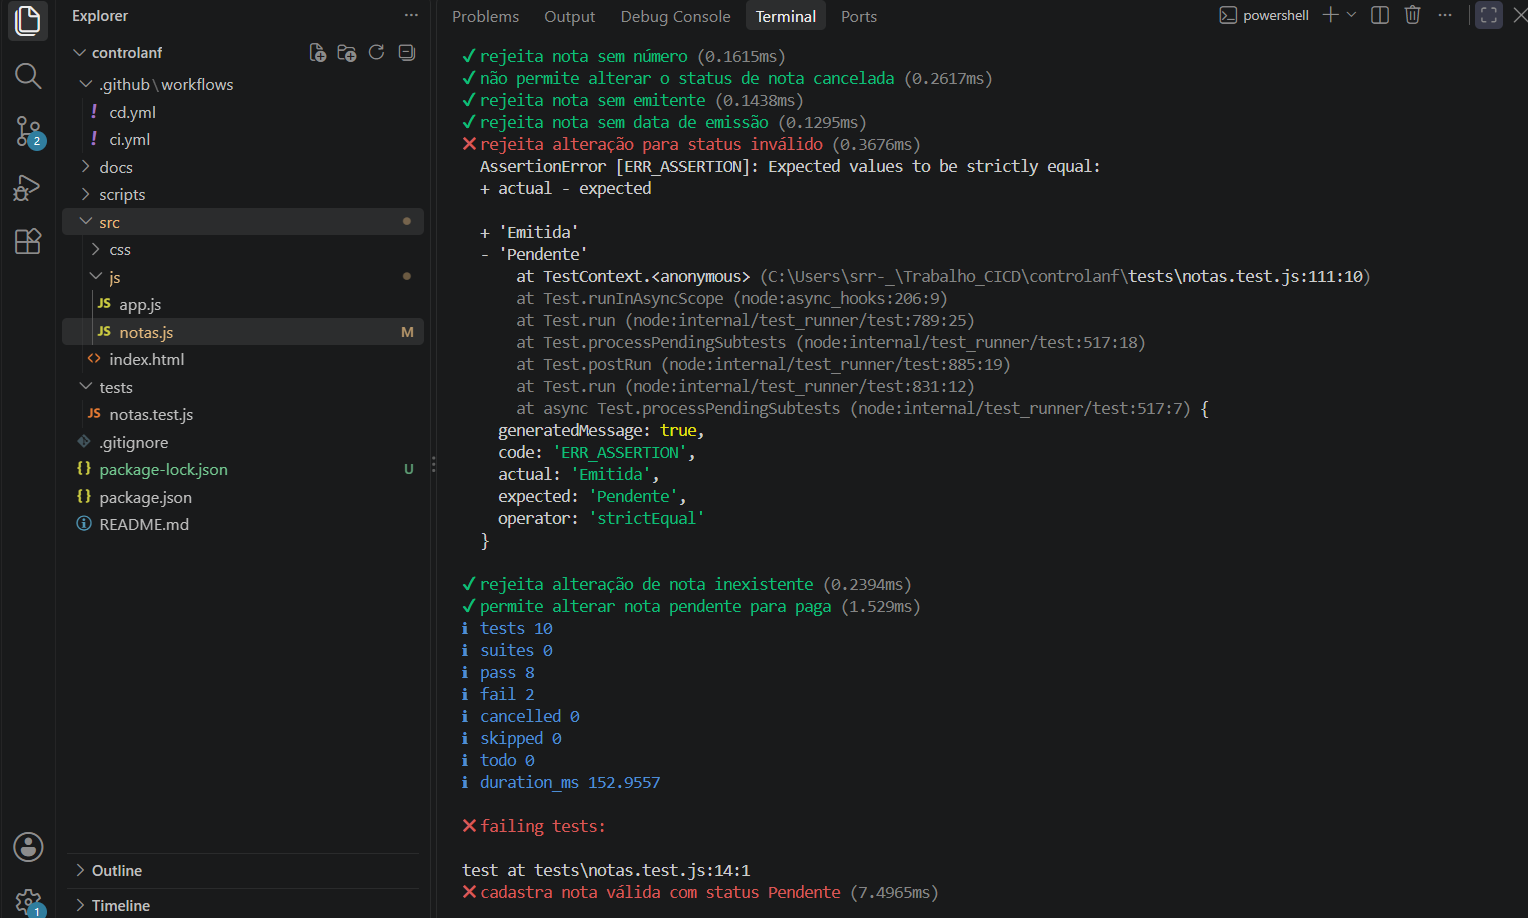 Explorer
controlanf
.github\workflows
! cd.yml
! ci.yml
docs
scripts
src
css
js
JS app.js
JS notas.js M
<> index.html
tests
JS notas.test.js
.gitignore
{} package-lock.json U
{} package.json
README.md
Outline
Timeline
2
1
Problems Output Debug Console Terminal Ports
powershell
✔ rejeita nota sem número (0.1615ms)
✔ não permite alterar o status de nota cancelada (0.2617ms)
✔ rejeita nota sem emitente (0.1438ms)
✔ rejeita nota sem data de emissão (0.1295ms)
✖ rejeita alteração para status inválido (0.3676ms)
AssertionError [ERR_ASSERTION]: Expected values to be strictly equal:
+ actual - expected
+ 'Emitida'
- 'Pendente'
at TestContext.<anonymous> (C:\Users\srr-_\Trabalho_CICD\controlanf\tests\notas.test.js:111:10)
at Test.runInAsyncScope (node:async_hooks:206:9)
at Test.run (node:internal/test_runner/test:789:25)
at Test.processPendingSubtests (node:internal/test_runner/test:517:18)
at Test.postRun (node:internal/test_runner/test:885:19)
at Test.run (node:internal/test_runner/test:831:12)
at async Test.processPendingSubtests (node:internal/test_runner/test:517:7) {
generatedMessage: true,
code: 'ERR_ASSERTION',
actual: 'Emitida',
expected: 'Pendente',
operator: 'strictEqual'
}
✔ rejeita alteração de nota inexistente (0.2394ms)
✔ permite alterar nota pendente para paga (1.529ms)
ℹ tests 10
ℹ suites 0
ℹ pass 8
ℹ fail 2
ℹ cancelled 0
ℹ skipped 0
ℹ todo 0
ℹ duration_ms 152.9557
✖ failing tests:
test at tests\notas.test.js:14:1
✖ cadastra nota válida com status Pendente (7.4965ms)